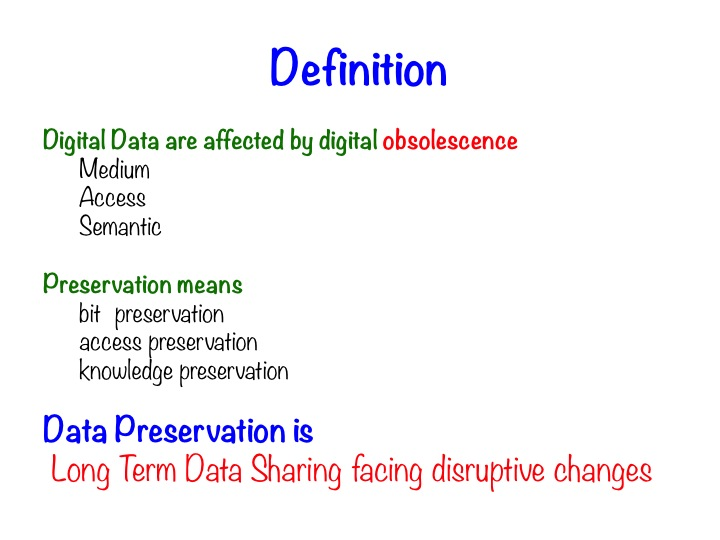 Definition
Digital Data are affected by digital obsolescence
Medium
Access
Semantic
Preservation means
bit preservation
access preservation
knowledge preservation
Data Preservation is
Long Term Data Sharing facing disruptive changes